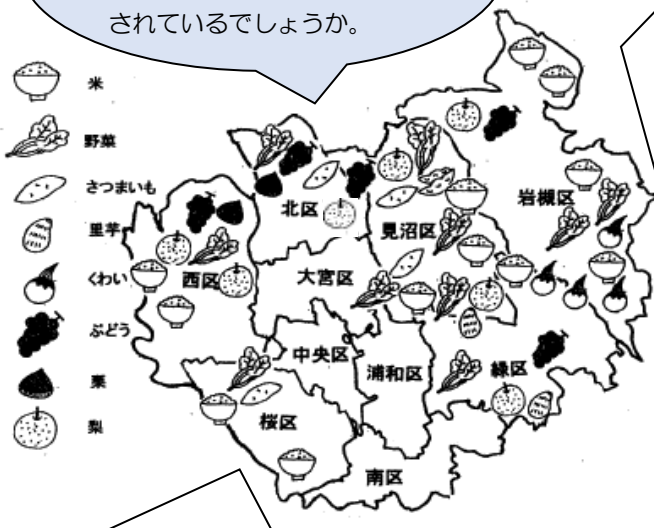 されているでしょうか。
米
野菜
さつまいも
里芋
くわい
ぶどう
栗
梨
岩槻区
北区
見沼区
西区
大宮区
中央区
浦和区
緑区
桜区
南区